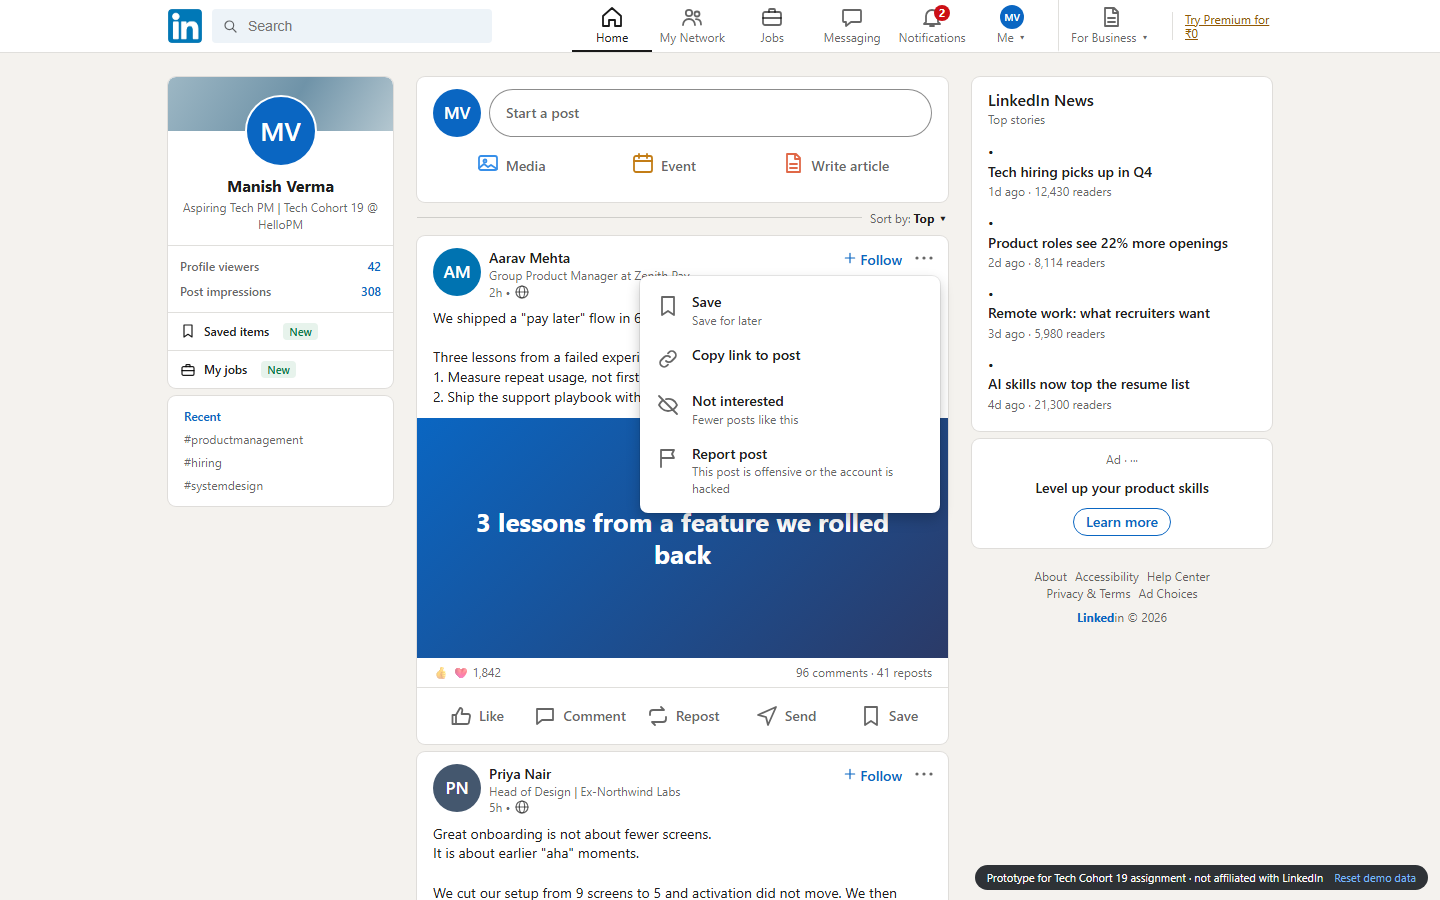 in
Search
Home
My Network
Jobs
Messaging
2
Notifications
MV
Me
For Business
Try Premium for
₹0
MV
Manish Verma
Aspiring Tech PM | Tech Cohort 19 @
HelloPM
Profile viewers 42
Post impressions 308
Saved items New
My jobs New
Recent
#productmanagement
#hiring
#systemdesign
MV
Start a post
Media
Event
Write article
Sort by: Top
AM
Aarav Mehta
Group Product Manager at Zenith Pay
2h •
+ Follow
We shipped a "pay later" flow in 6
Three lessons from a failed experi
1. Measure repeat usage, not first
2. Ship the support playbook with
Save
Save for later
Copy link to post
Not interested
Fewer posts like this
Report post
This post is offensive or the account is
hacked
3 lessons from a feature we rolled
back
1,842
96 comments · 41 reposts
Like
Comment
Repost
Send
Save
PN
Priya Nair
Head of Design | Ex-Northwind Labs
5h •
+ Follow
Great onboarding is not about fewer screens.
It is about earlier "aha" moments.
We cut our setup from 9 screens to 5 and activation did not move. We then
LinkedIn News
Top stories
•
Tech hiring picks up in Q4
1d ago · 12,430 readers
•
Product roles see 22% more openings
2d ago · 8,114 readers
•
Remote work: what recruiters want
3d ago · 5,980 readers
•
AI skills now top the resume list
4d ago · 21,300 readers
Ad · ···
Level up your product skills
Learn more
About Accessibility Help Center
Privacy & Terms Ad Choices
LinkedIn © 2026
Prototype for Tech Cohort 19 assignment · not affiliated with LinkedIn Reset demo data